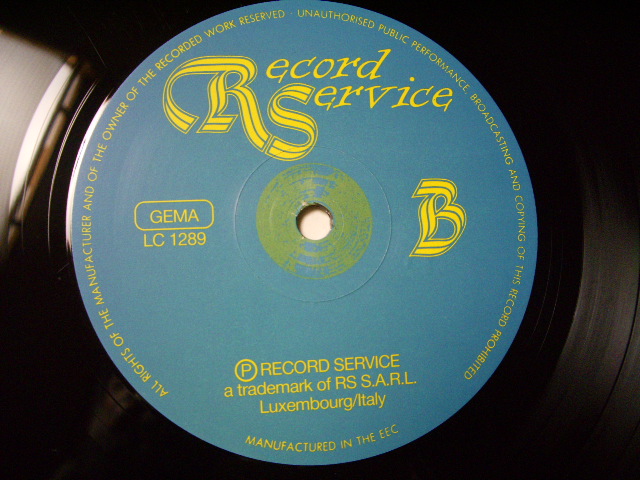 ALL RIGHTS OF THE MANUFACTURER AND OF THE OWNER OF THE RECORDED WORK RESERVED · UNAUTHORISED PUBLIC PERFORMANCE, BROADCASTING AND COPYING OF THIS RECORD PROHIBITED
Record
Service
B
GEMA
LC 1289
Ⓟ RECORD SERVICE
a trademark of RS S.A.R.L.
Luxembourg/Italy
MANUFACTURED IN THE EEC